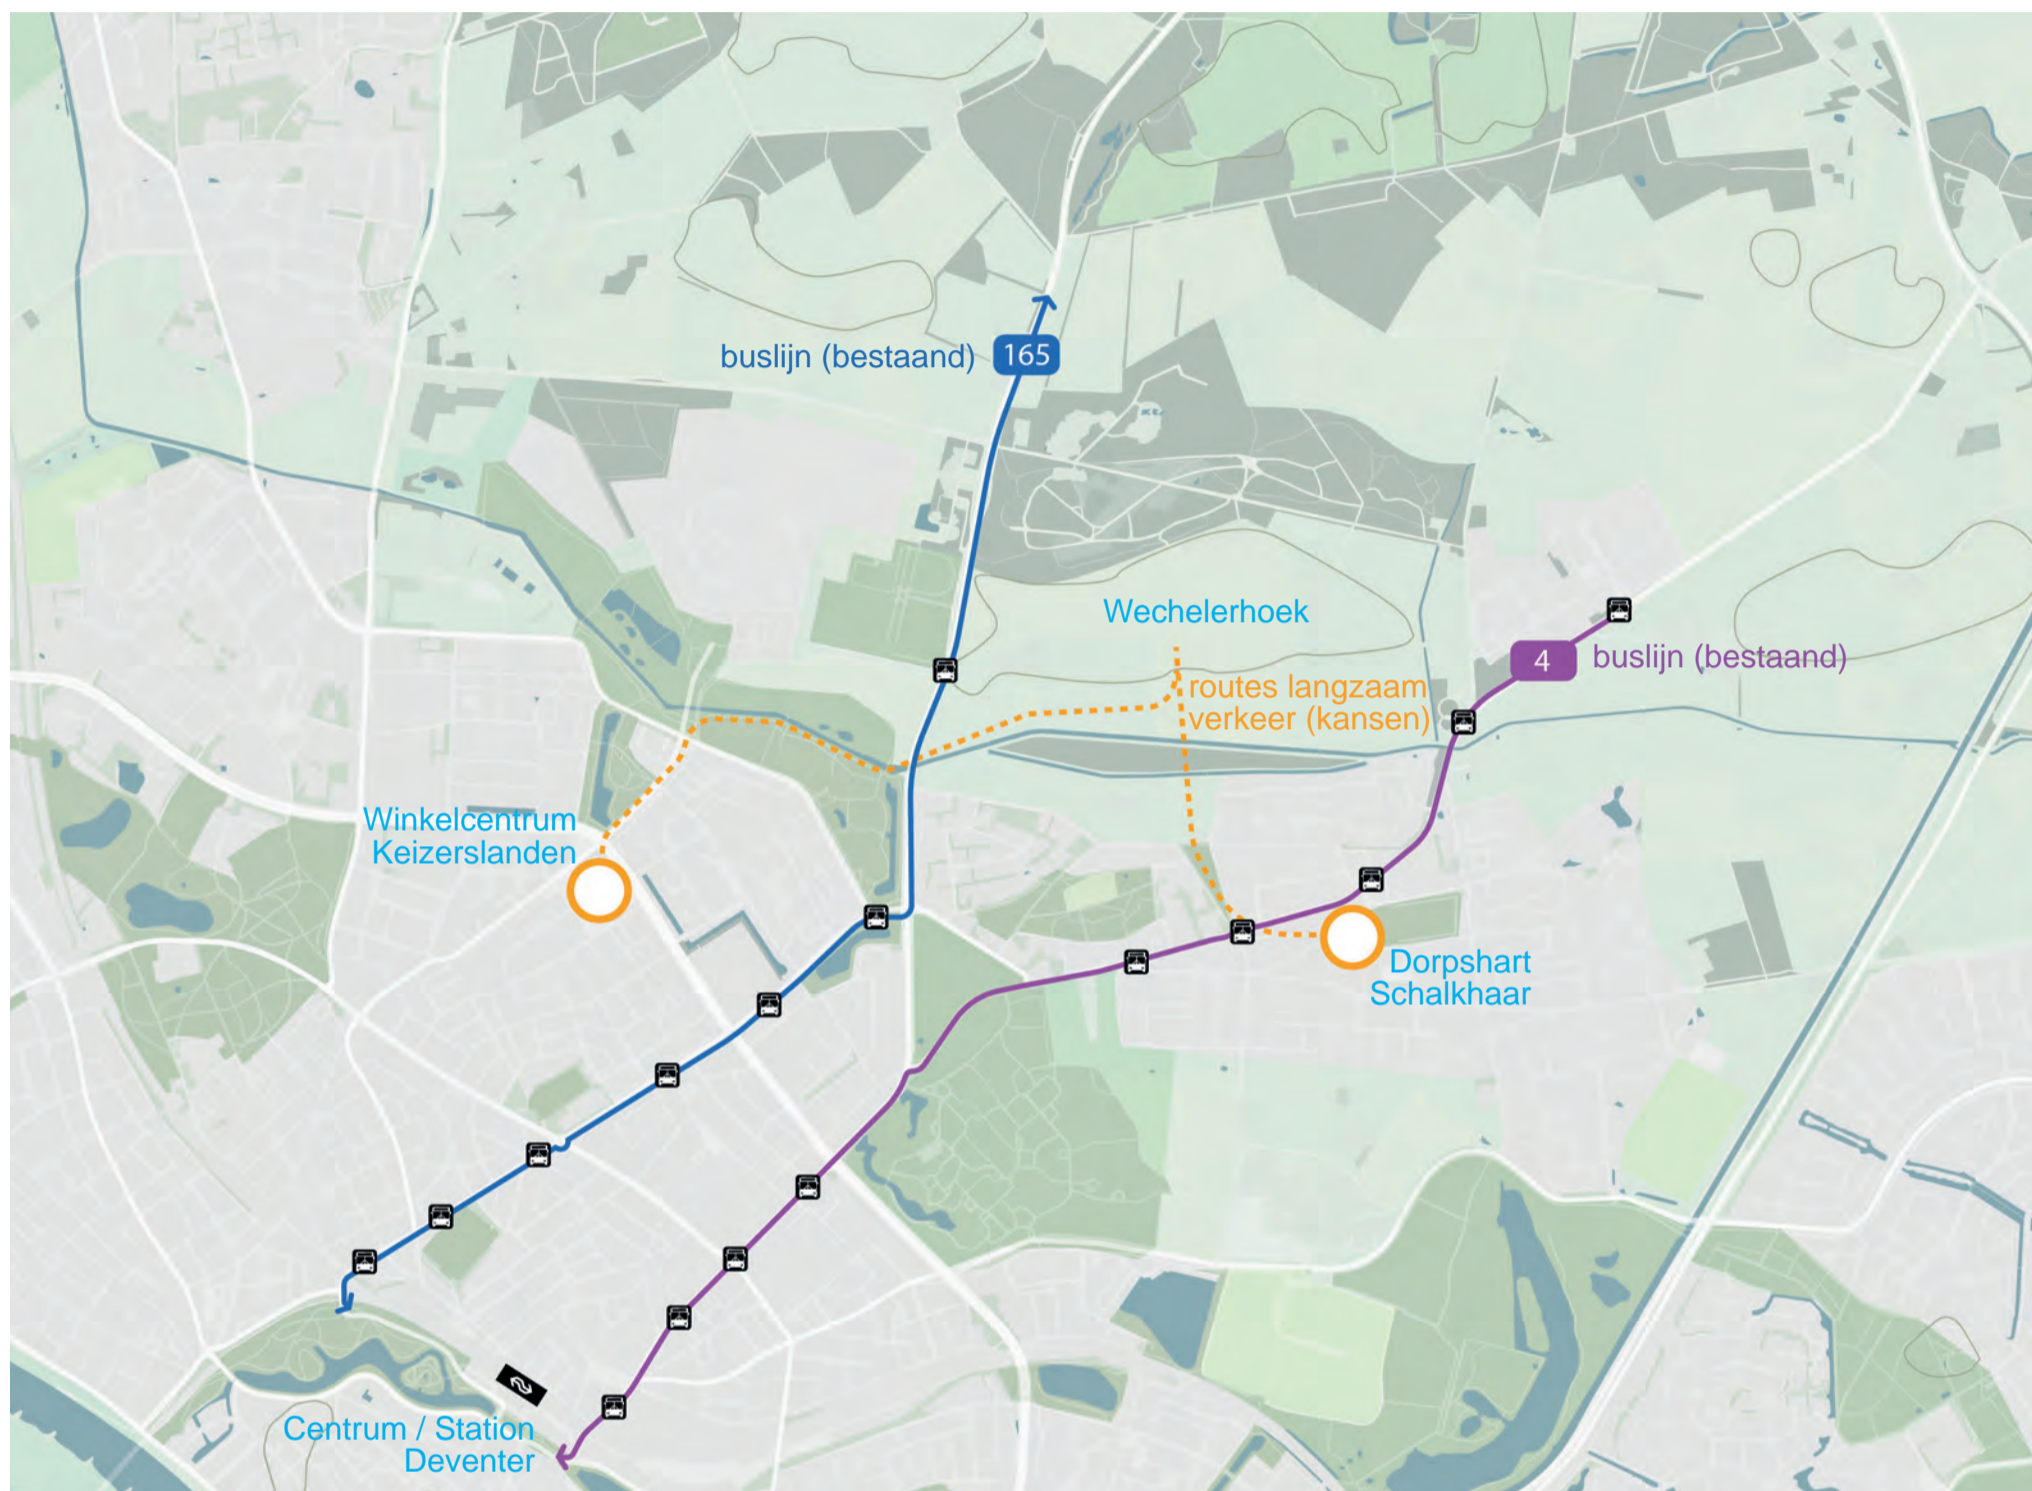 buslijn (bestaand)
165
Wechelerhoek
4
buslijn (bestaand)
routes langzaam
verkeer (kansen)
Winkelcentrum
Keizerslanden
Dorpshart
Schalkhaar
Centrum / Station
Deventer